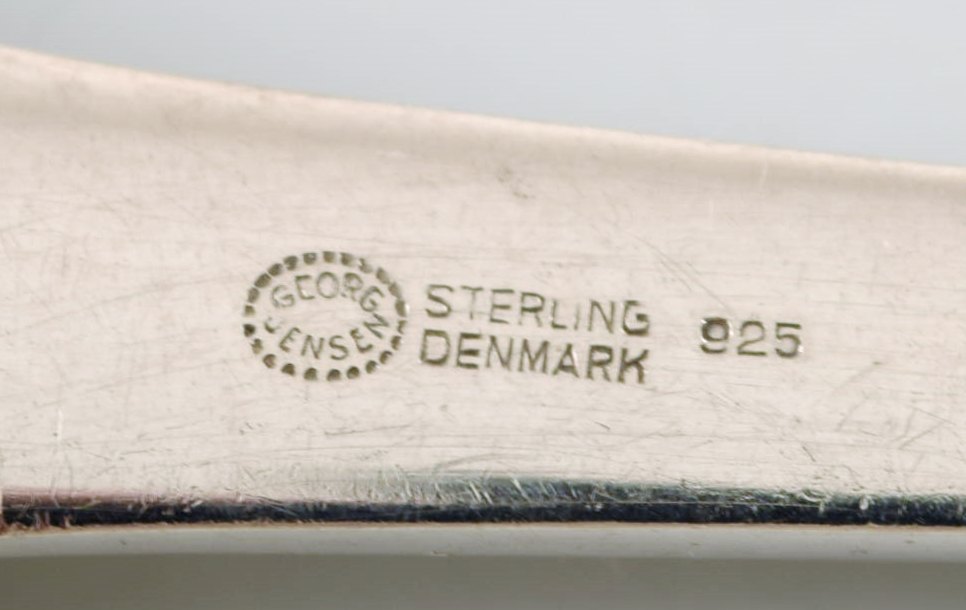 GEORG
JENSEN
STERLING
DENMARK
925